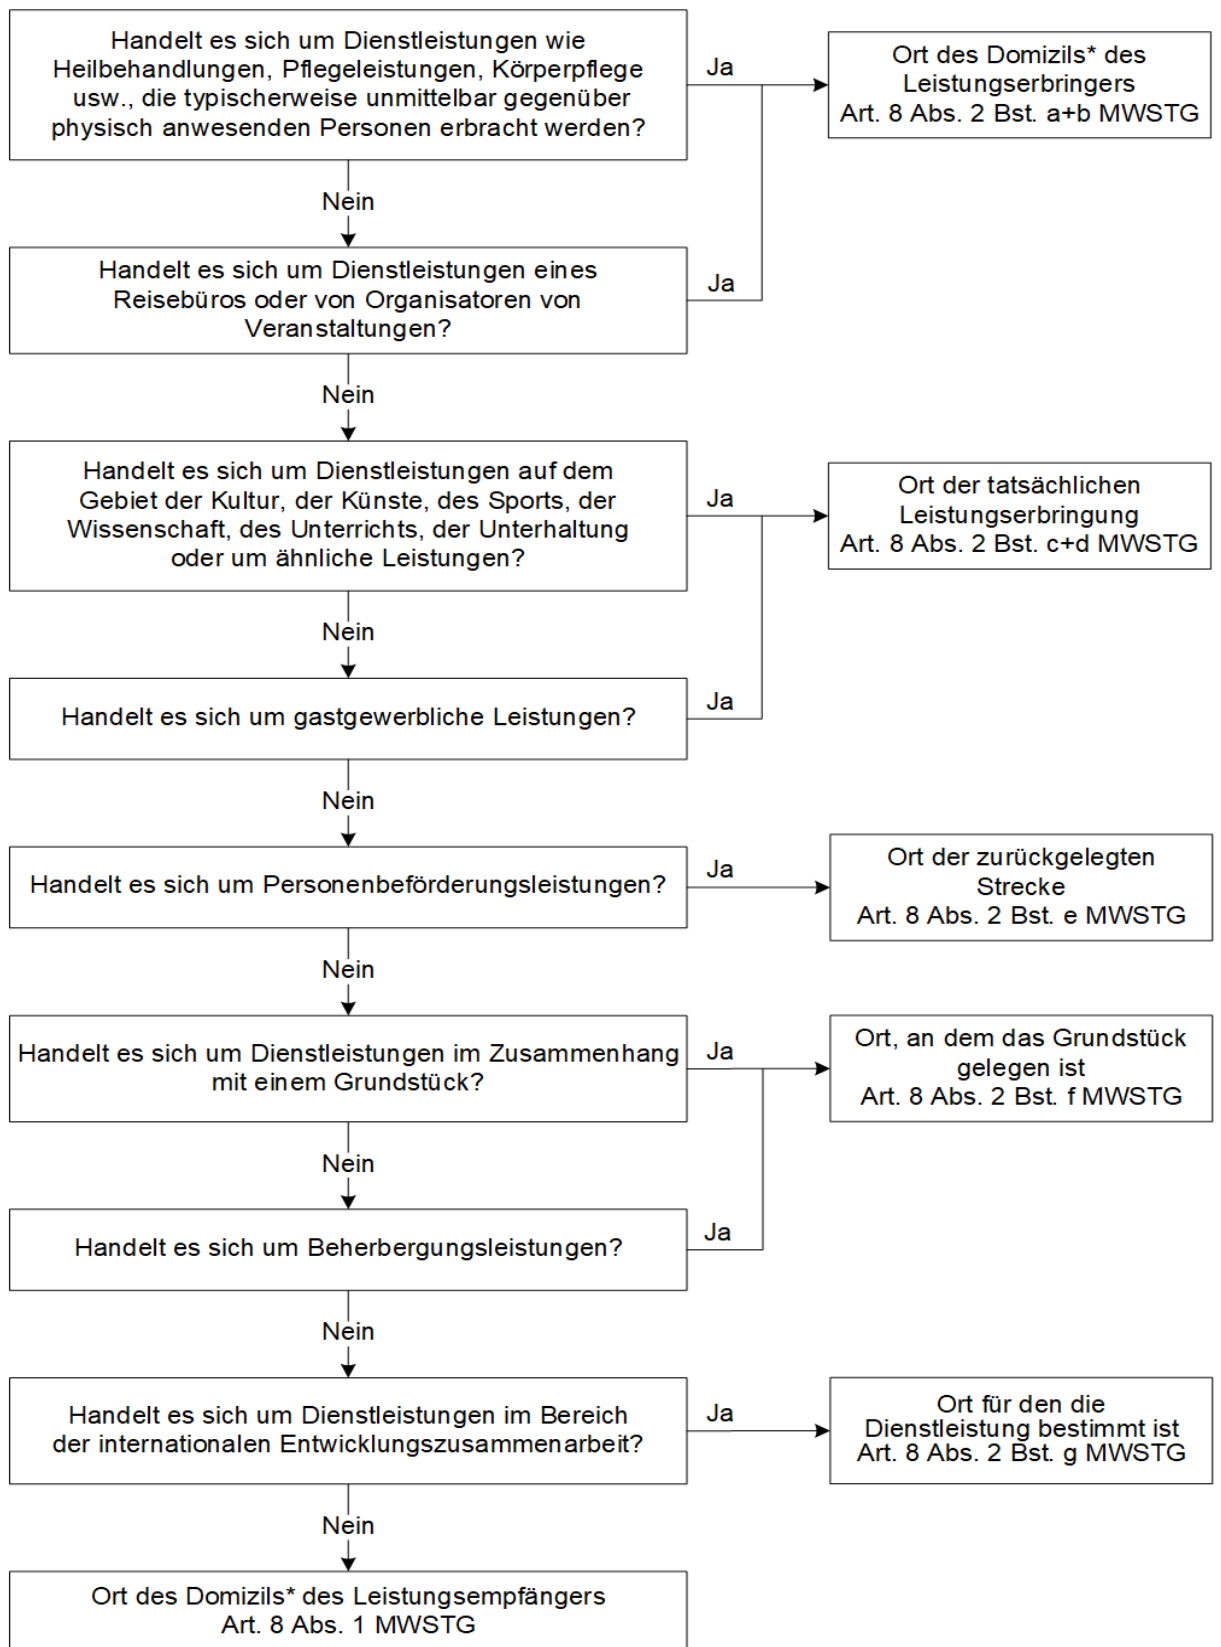 Handelt es sich um Dienstleistungen wie
Heilbehandlungen, Pflegeleistungen, Körperpflege
usw., die typischerweise unmittelbar gegenüber
physisch anwesenden Personen erbracht werden?
Ja
Ort des Domizils* des
Leistungserbringers
Art. 8 Abs. 2 Bst. a+b MWSTG
Nein
Handelt es sich um Dienstleistungen eines
Reisebüros oder von Organisatoren von
Veranstaltungen?
Ja
Nein
Handelt es sich um Dienstleistungen auf dem
Gebiet der Kultur, der Künste, des Sports, der
Wissenschaft, des Unterrichts, der Unterhaltung
oder um ähnliche Leistungen?
Ja
Ort der tatsächlichen
Leistungserbringung
Art. 8 Abs. 2 Bst. c+d MWSTG
Nein
Handelt es sich um gastgewerbliche Leistungen?
Ja
Nein
Handelt es sich um Personenbeförderungsleistungen?
Ja
Ort der zurückgelegten
Strecke
Art. 8 Abs. 2 Bst. e MWSTG
Nein
Handelt es sich um Dienstleistungen im Zusammenhang
mit einem Grundstück?
Ja
Ort, an dem das Grundstück
gelegen ist
Art. 8 Abs. 2 Bst. f MWSTG
Nein
Handelt es sich um Beherbergungsleistungen?
Ja
Nein
Handelt es sich um Dienstleistungen im Bereich
der internationalen Entwicklungszusammenarbeit?
Ja
Ort für den die
Dienstleistung bestimmt ist
Art. 8 Abs. 2 Bst. g MWSTG
Nein
Ort des Domizils* des Leistungsempfängers
Art. 8 Abs. 1 MWSTG